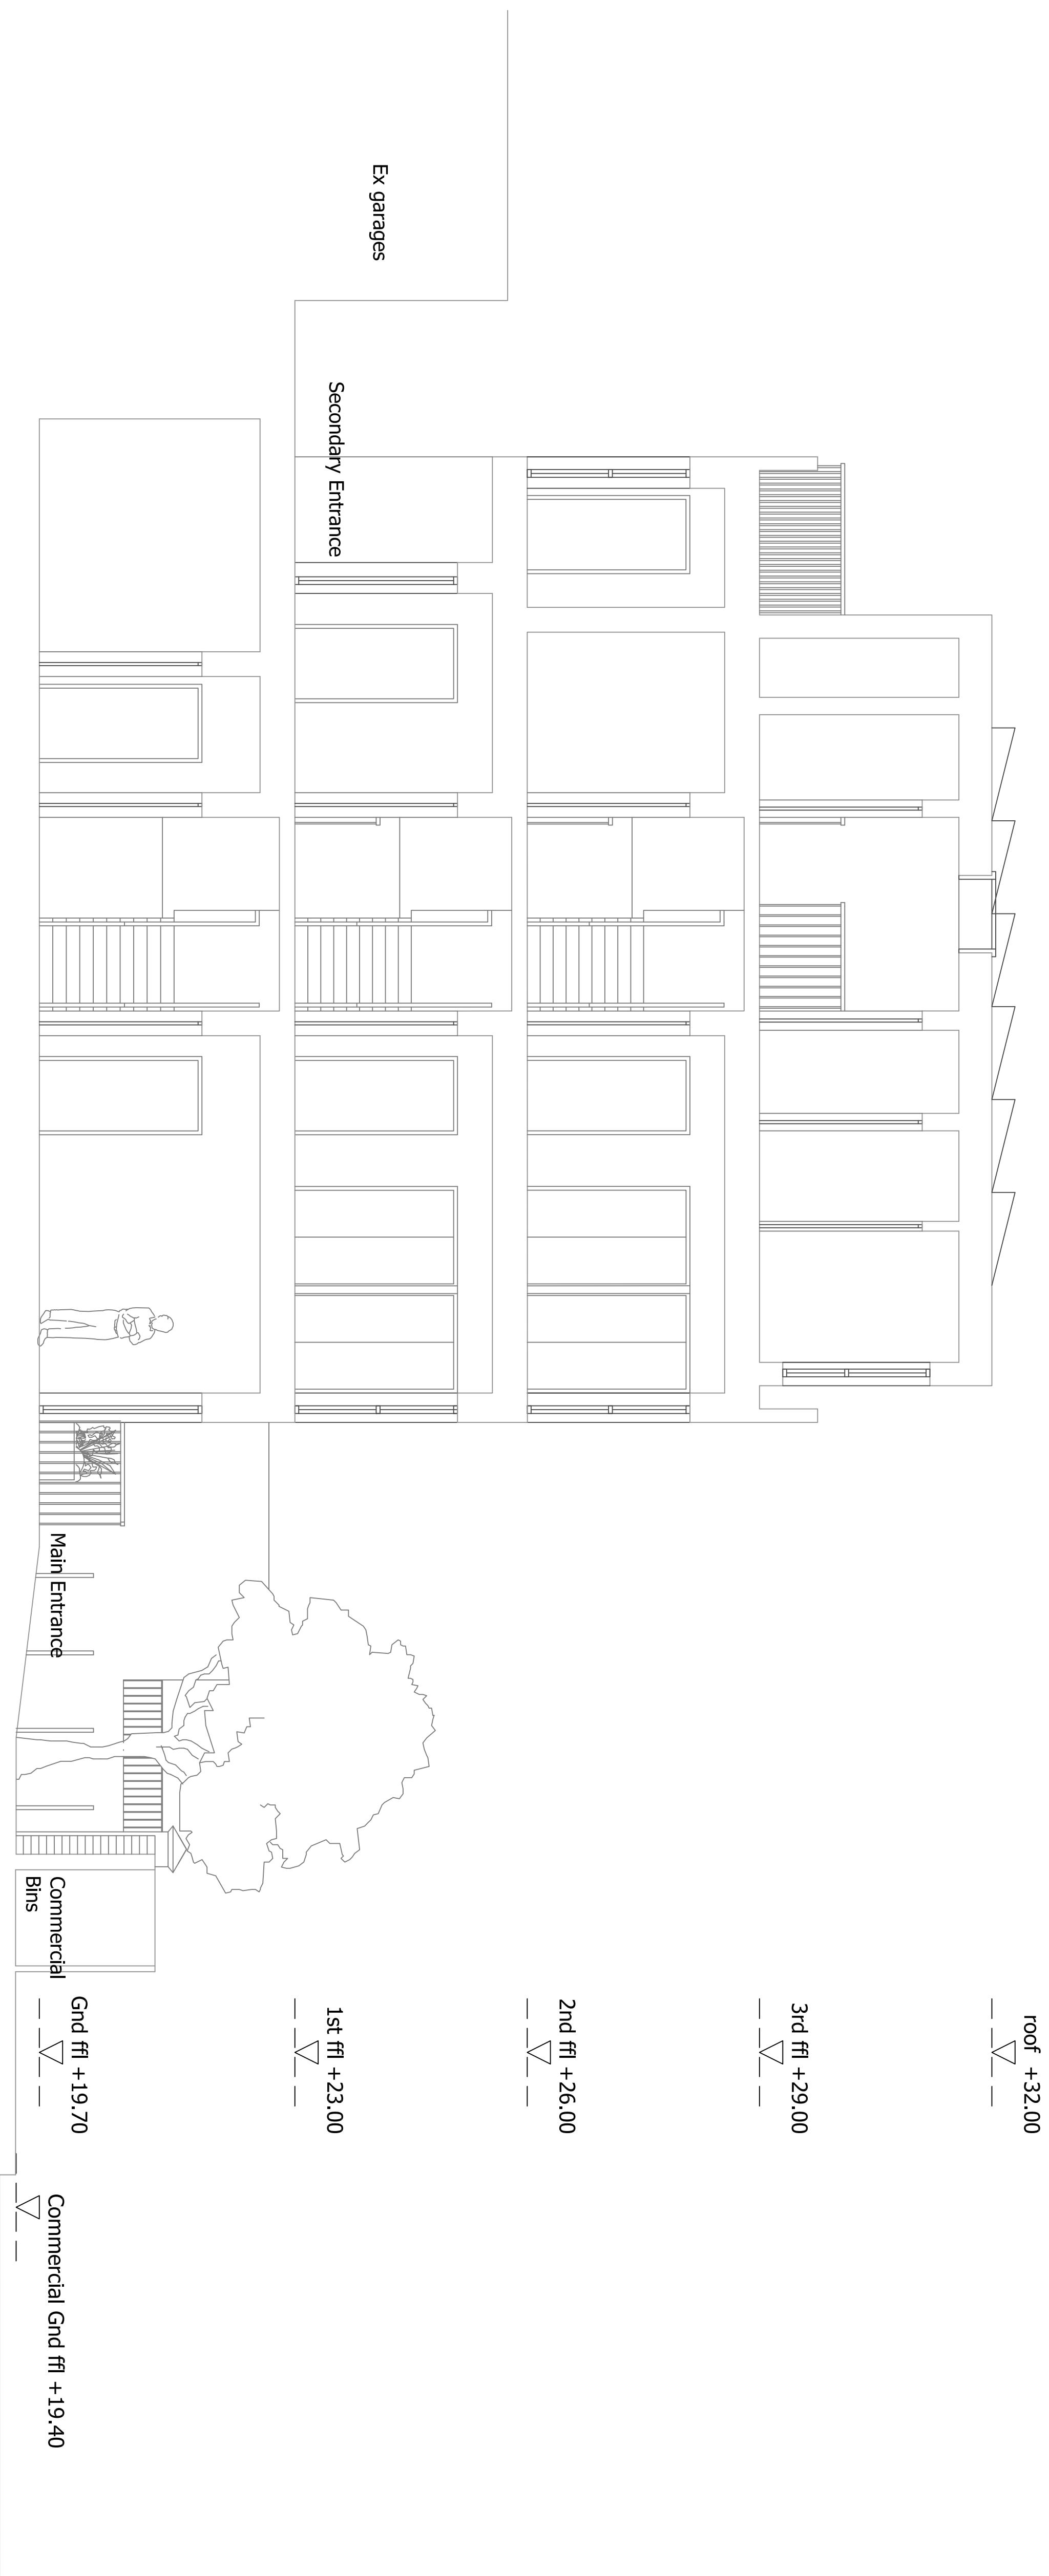 Ex garages
Secondary Entrance
roof +32.00
3rd ffl +29.00
2nd ffl +26.00
1st ffl +23.00
Gnd ffl +19.70
Commercial Gnd ffl +19.40
Main Entrance
Commercial
Bins